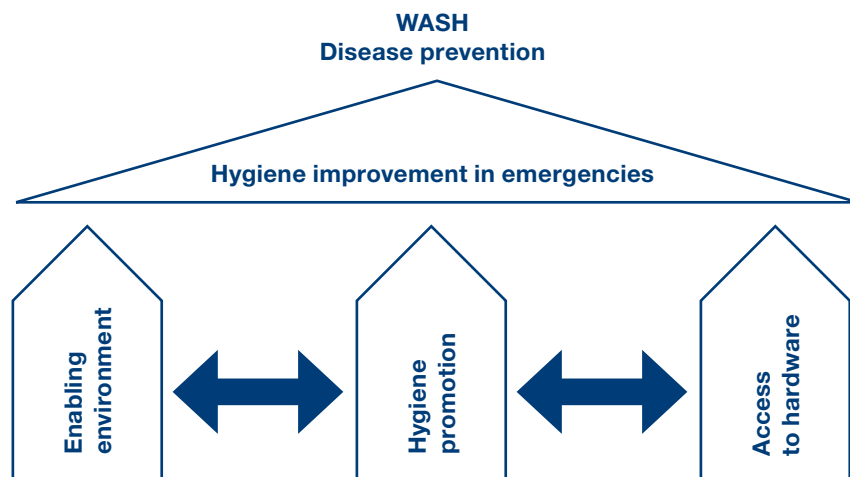 WASH
Disease prevention
Hygiene improvement in emergencies
Enabling
environment
Hygiene
promotion
Access
to hardware